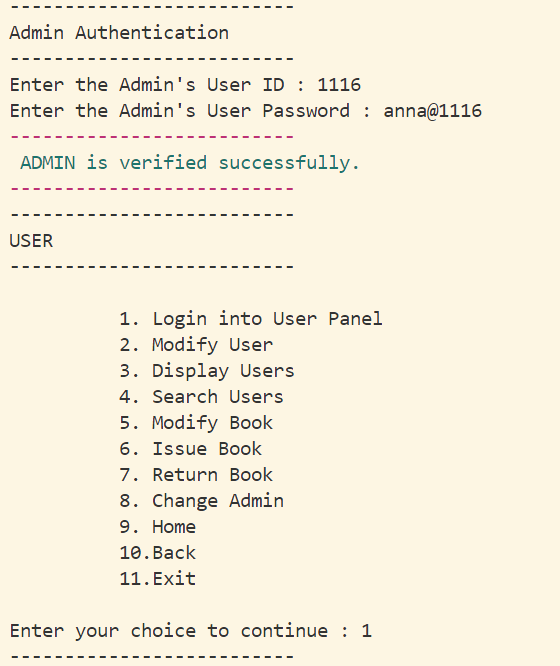 --------------------------
Admin Authentication
--------------------------
Enter the Admin's User ID : 1116
Enter the Admin's User Password : anna@1116
--------------------------
ADMIN is verified successfully.
--------------------------
--------------------------
USER
--------------------------
1. Login into User Panel
2. Modify User
3. Display Users
4. Search Users
5. Modify Book
6. Issue Book
7. Return Book
8. Change Admin
9. Home
10.Back
11.Exit
Enter your choice to continue : 1
--------------------------